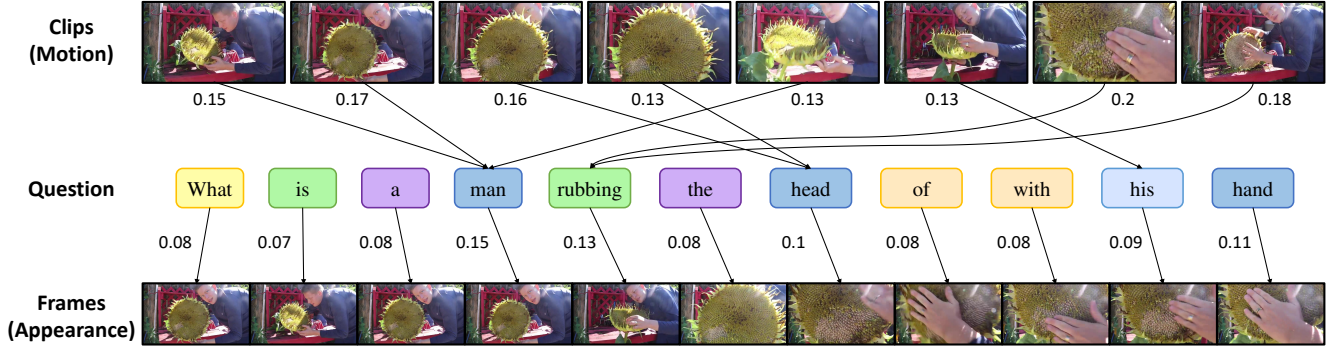 Clips
(Motion)
0.15 0.17 0.16 0.13 0.13 0.13 0.2 0.18
Question
What is a man rubbing the head of with his hand
0.08 0.07 0.08 0.15 0.13 0.08 0.1 0.08 0.08 0.09 0.11
Frames
(Appearance)